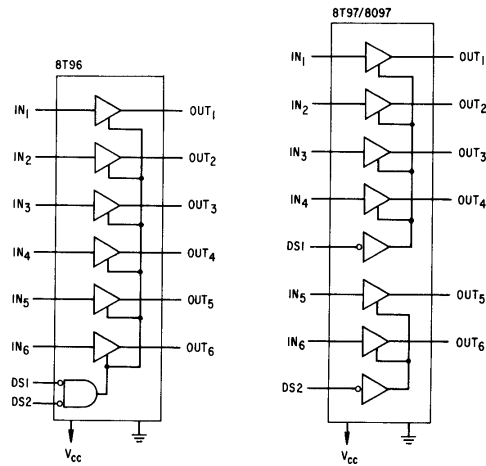 8T96
IN1 OUT1
IN2 OUT2
IN3 OUT3
IN4 OUT4
IN5 OUT5
IN6 OUT6
DS1
DS2
VCC
8T97/8097
IN1 OUT1
IN2 OUT2
IN3 OUT3
IN4 OUT4
DS1
IN5 OUT5
IN6 OUT6
DS2
VCC